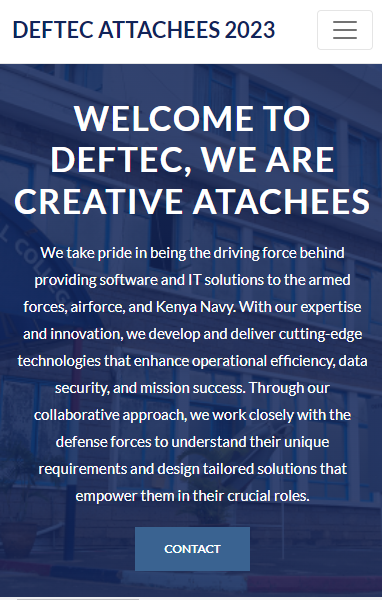 DEFTEC ATTACHEES 2023
WELCOME TO
DEFTEC, WE ARE
CREATIVE ATACHEES
We take pride in being the driving force behind
providing software and IT solutions to the armed
forces, airforce, and Kenya Navy. With our expertise
and innovation, we develop and deliver cutting-edge
technologies that enhance operational efficiency, data
security, and mission success. Through our
collaborative approach, we work closely with the
defense forces to understand their unique
requirements and design tailored solutions that
empower them in their crucial roles.
CONTACT